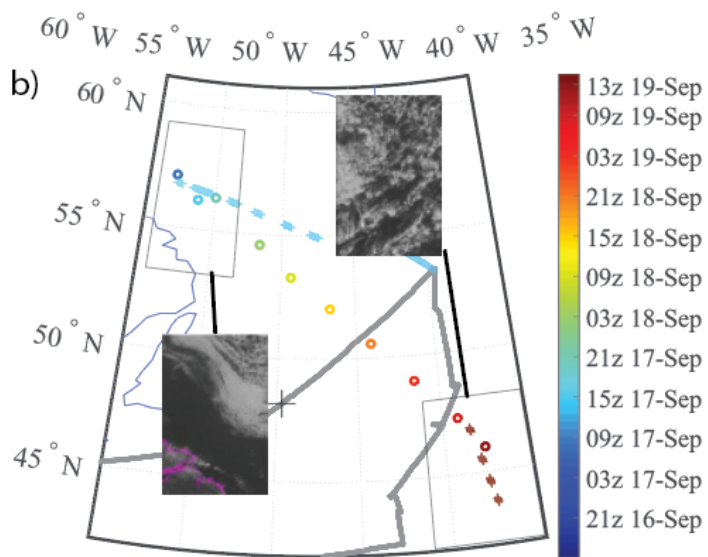 60 ° W
55 ° W
50 ° W
45 ° W
40 ° W
35 ° W
b)
60 ° N
55 ° N
50 ° N
45 ° N
13z 19-Sep
09z 19-Sep
03z 19-Sep
21z 18-Sep
15z 18-Sep
09z 18-Sep
03z 18-Sep
21z 17-Sep
15z 17-Sep
09z 17-Sep
03z 17-Sep
21z 16-Sep